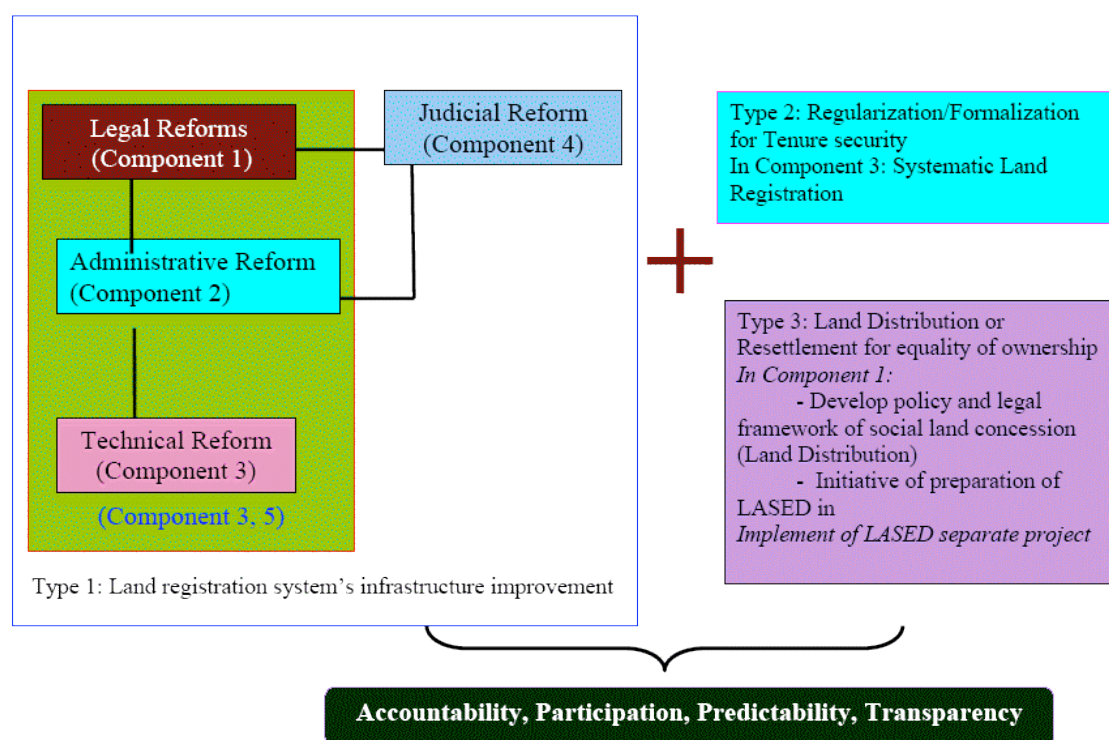 Legal Reforms
(Component 1)
Judicial Reform
(Component 4)
Administrative Reform
(Component 2)
Technical Reform
(Component 3)
(Component 3, 5)
Type 1: Land registration system’s infrastructure improvement
Type 2: Regularization/Formalization
for Tenure security
In Component 3: Systematic Land
Registration
Type 3: Land Distribution or
Resettlement for equality of ownership
In Component 1:
- Develop policy and legal
framework of social land concession
(Land Distribution)
- Initiative of preparation of
LASED in
Implement of LASED separate project
Accountability, Participation, Predictability, Transparency